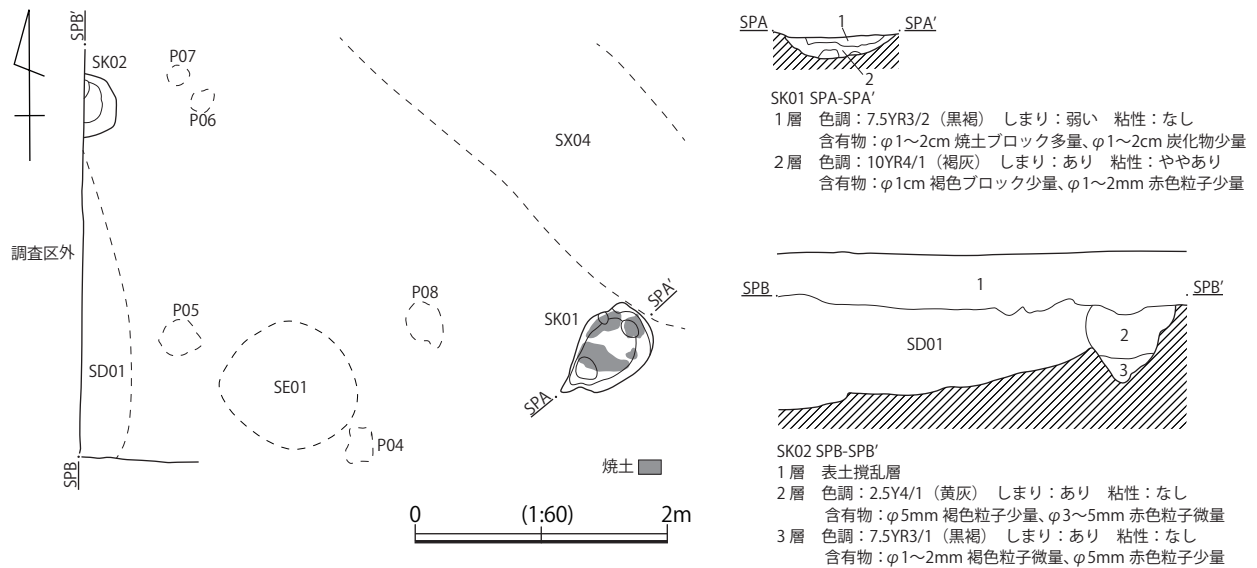 SPB'
SK02
P07
P06
SX04
調査区外
P05
P08
SK01
SPA'
SD01
SE01
SPA
P04
SPB
焼土
0 (1:60) 2m
SPA 1 SPA'
2
SK01 SPA-SPA'
1層 色調:7.5YR3/2(黒褐) しまり:弱い 粘性:なし
含有物:φ1〜2cm 焼土ブロック多量、φ1〜2cm 炭化物少量
2層 色調:10YR4/1(褐灰) しまり:あり 粘性:ややあり
含有物:φ1cm 褐色ブロック少量、φ1〜2mm 赤色粒子少量
SPB 1 SPB'
SD01 2
3
SK02 SPB-SPB'
1層 表土撹乱層
2層 色調:2.5Y4/1(黄灰) しまり:あり 粘性:なし
含有物:φ5mm 褐色粒子少量、φ3〜5mm 赤色粒子微量
3層 色調:7.5YR3/1(黒褐) しまり:あり 粘性:なし
含有物:φ1〜2mm 褐色粒子微量、φ5mm 赤色粒子少量